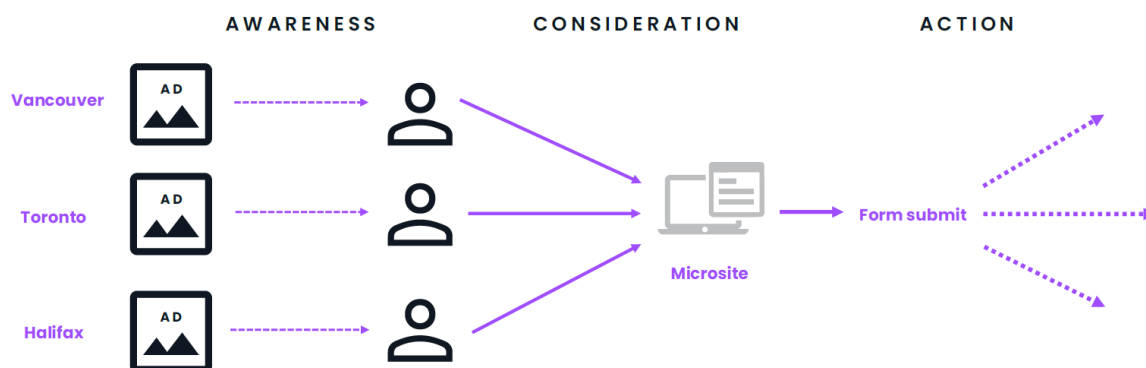 AWARENESS
CONSIDERATION
ACTION
Vancouver
AD
Toronto
AD
Form submit
Microsite
Halifax
AD